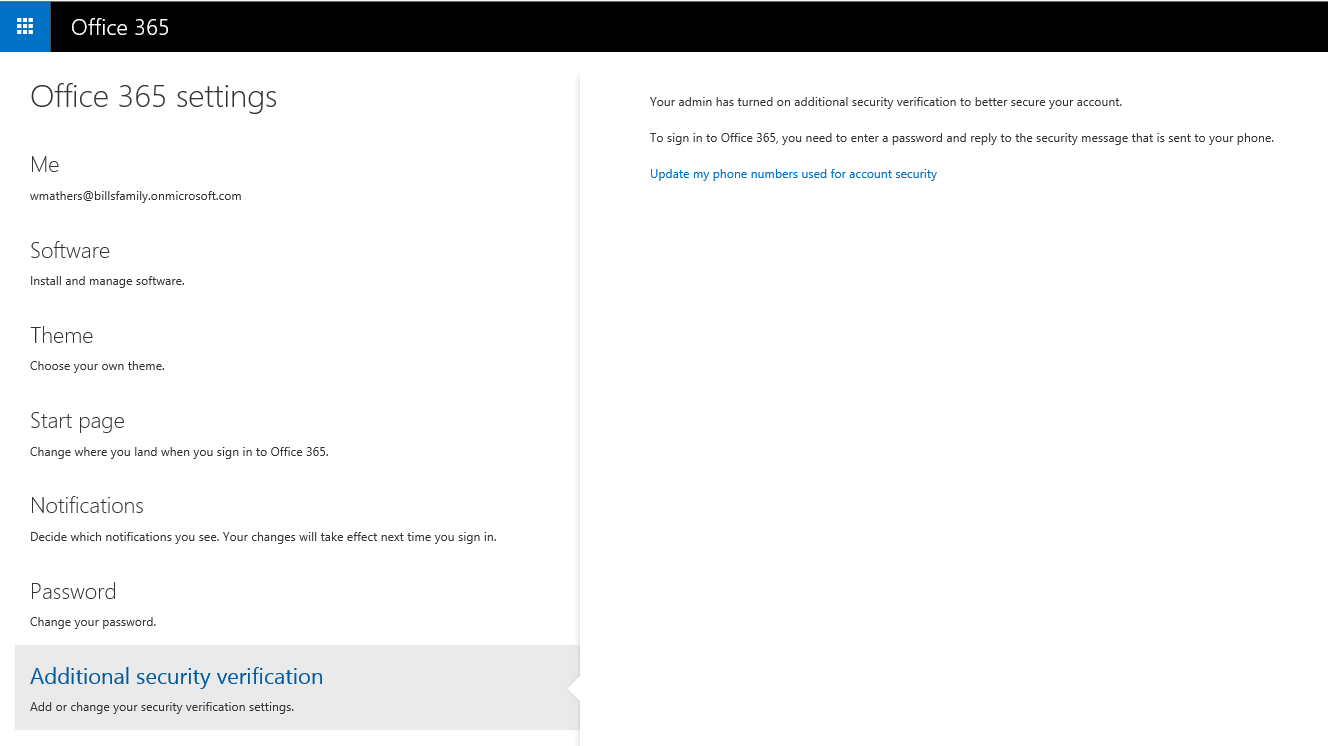 Office 365
Office 365 settings
Me
wmathers@billsfamily.onmicrosoft.com
Software
Install and manage software.
Theme
Choose your own theme.
Start page
Change where you land when you sign in to Office 365.
Notifications
Decide which notifications you see. Your changes will take effect next time you sign in.
Password
Change your password.
Additional security verification
Add or change your security verification settings.
Your admin has turned on additional security verification to better secure your account.
To sign in to Office 365, you need to enter a password and reply to the security message that is sent to your phone.
Update my phone numbers used for account security